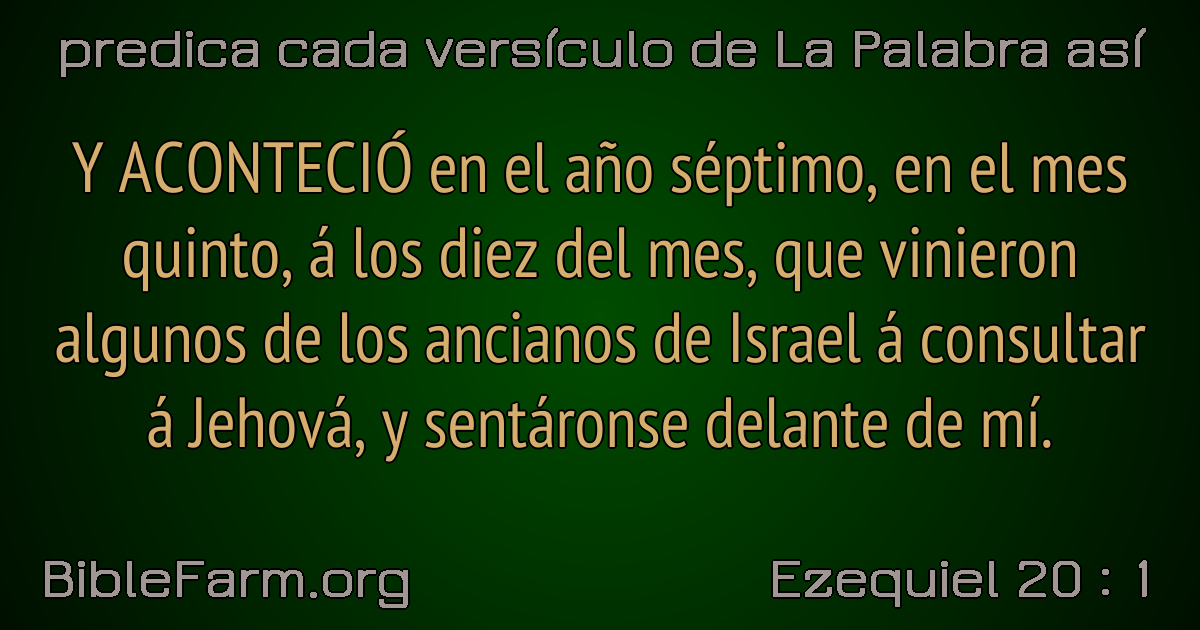 predica cada versículo de La Palabra así
Y ACONTECIÓ en el año séptimo, en el mes
quinto, á los diez del mes, que vinieron
algunos de los ancianos de Israel á consultar
á Jehová, y sentáronse delante de mí.
BibleFarm.org
Ezequiel 20 : 1